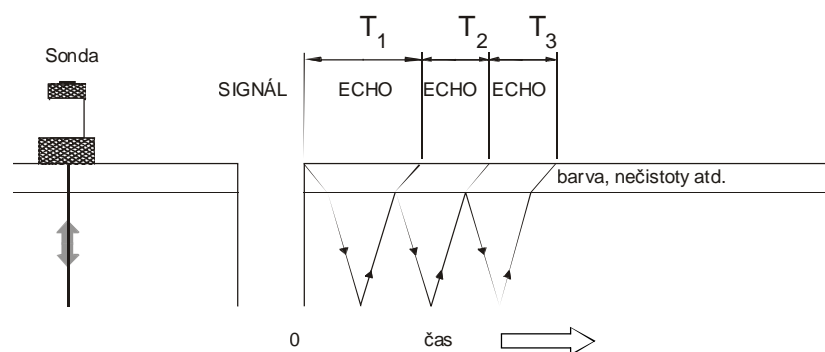 T1 T2 T3
Sonda
SIGNÁL ECHO ECHO ECHO
barva, nečistoty atd.
0 čas